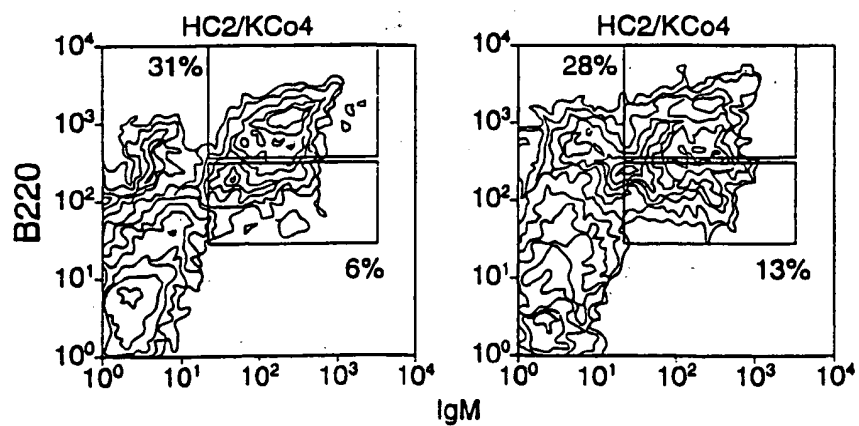 HC2/KCo4 HC2/KCo4
10⁴ 10⁴
31% 28%
10³ 10³
B220
10² 10²
10¹ 10¹
6% 13%
10⁰ 10⁰
10⁰ 10¹ 10² 10³ 10⁴ 10⁰ 10¹ 10² 10³ 10⁴
IgM